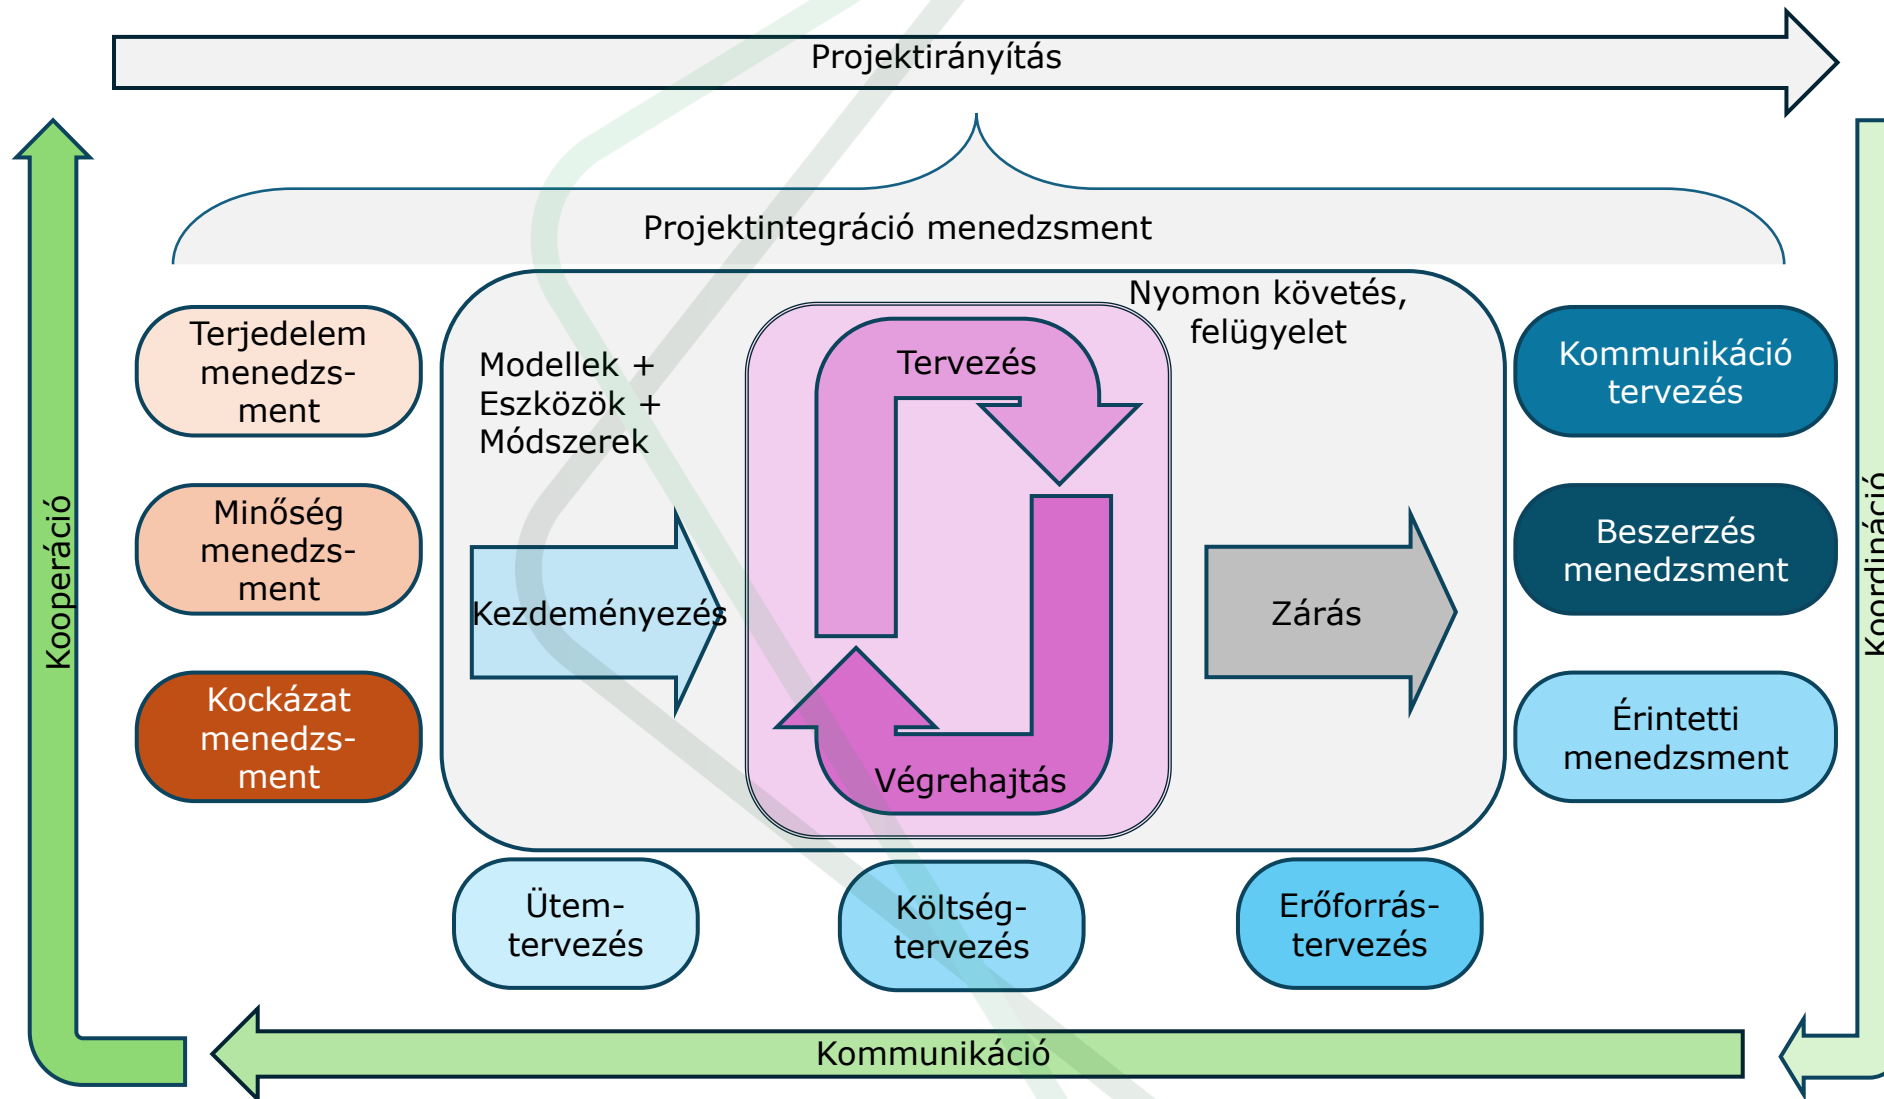 Projektirányítás
Projektintegráció menedzsment
Kooperáció
Terjedelem
menedzs-
ment
Minőség
menedzs-
ment
Kockázat
menedzs-
ment
Modellek +
Eszközök +
Módszerek
Kezdeményezés
Tervezés
Végrehajtás
Nyomon követés,
felügyelet
Zárás
Kommunikáció
tervezés
Beszerzés
menedzsment
Érintetti
menedzsment
Koordináció
Ütem-
tervezés
Költség-
tervezés
Erőforrás-
tervezés
Kommunikáció